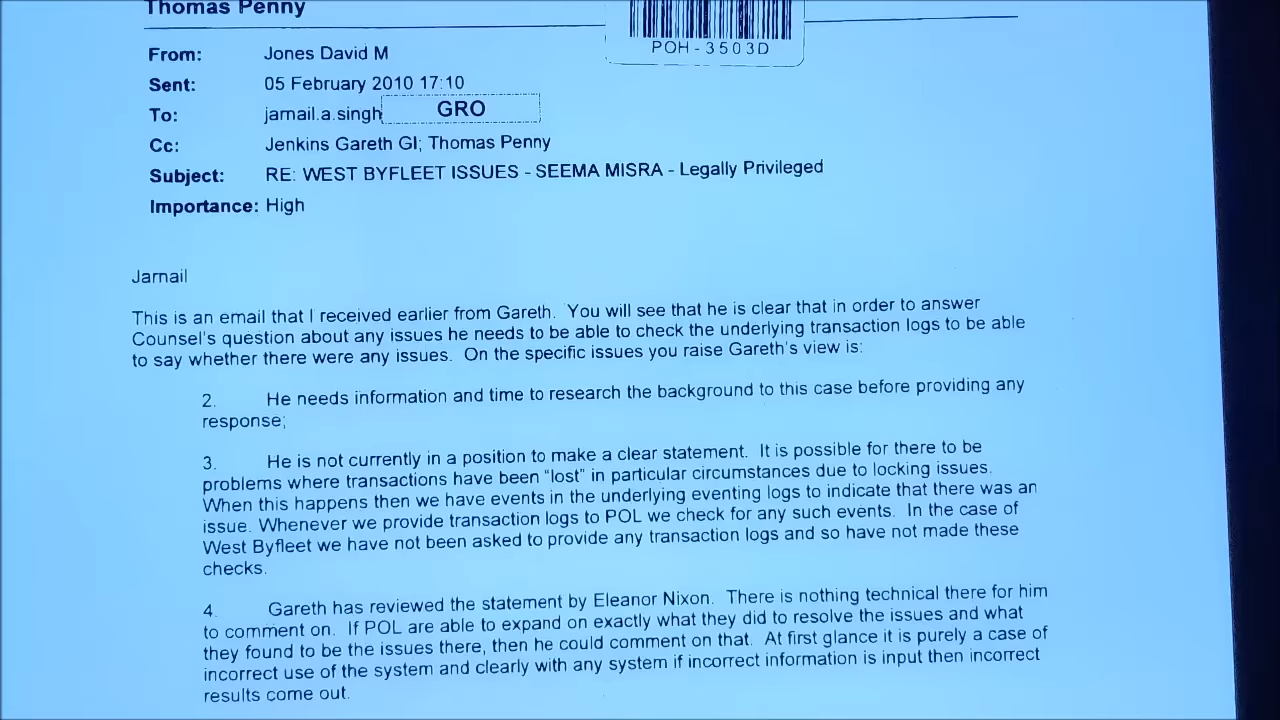 Thomas Penny
POH-3503D
From: Jones David M
Sent: 05 February 2010 17:10
To: jarnail.a.singh GRO
Cc: Jenkins Gareth GI; Thomas Penny
Subject: RE: WEST BYFLEET ISSUES - SEEMA MISRA - Legally Privileged
Importance: High
Jarnail
This is an email that I received earlier from Gareth. You will see that he is clear that in order to answer
Counsel's question about any issues he needs to be able to check the underlying transaction logs to be able
to say whether there were any issues. On the specific issues you raise Gareth's view is:
2. He needs information and time to research the background to this case before providing any
response;
3. He is not currently in a position to make a clear statement. It is possible for there to be
problems where transactions have been "lost" in particular circumstances due to locking issues.
When this happens then we have events in the underlying eventing logs to indicate that there was an
issue. Whenever we provide transaction logs to POL we check for any such events. In the case of
West Byfleet we have not been asked to provide any transaction logs and so have not made these
checks.
4. Gareth has reviewed the statement by Eleanor Nixon. There is nothing technical there for him
to comment on. If POL are able to expand on exactly what they did to resolve the issues and what
they found to be the issues there, then he could comment on that. At first glance it is purely a case of
incorrect use of the system and clearly with any system if incorrect information is input then incorrect
results come out.